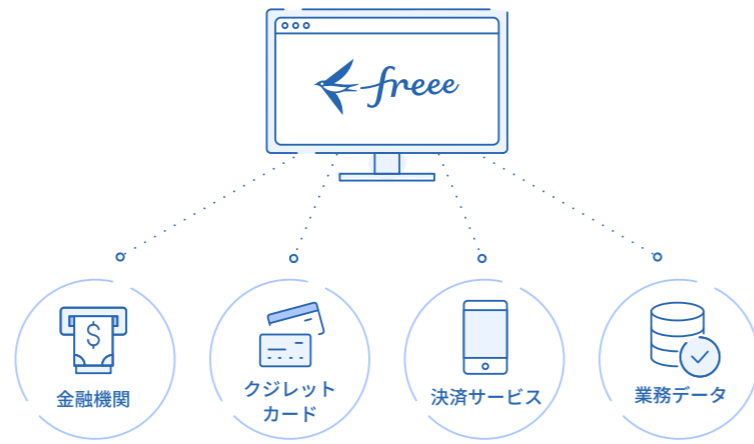 freee
$
金融機関
クジレット
カード
決済サービス
業務データ